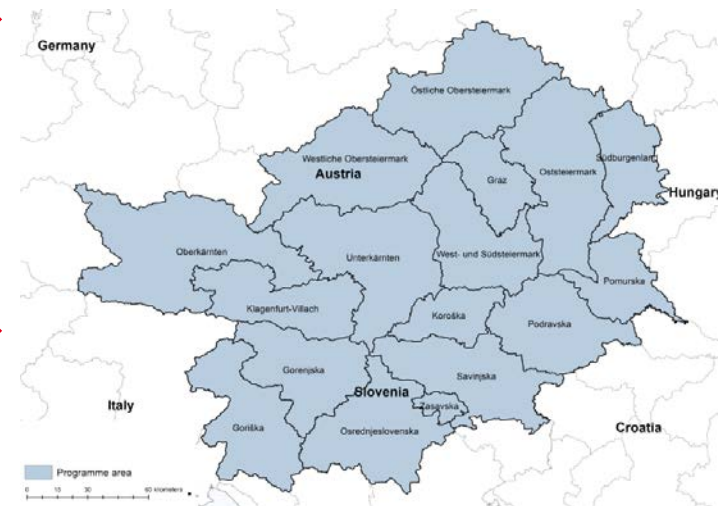 Germany
Östliche Obersteiermark
Westliche Obersteiermark
Austria
Graz
Oststeiermark
Südburgenland
Hungary
Oberkärnten
Unterkärnten
West- und Südsteiermark
Pomurska
Klagenfurt-Villach
Koroška
Podravska
Gorenjska
Savinjska
Slovenia
Italy
Zasavska
Goriška
Osrednjeslovenska
Croatia
Programme area
0 15 30 60 kilometers